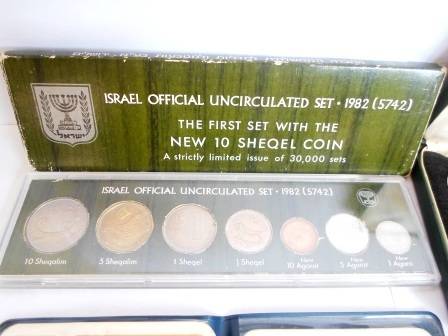 ישראל
ISRAEL OFFICIAL UNCIRCULATED SET · 1982 (5742)
THE FIRST SET WITH THE
NEW 10 SHEQEL COIN
A strictly limited issue of 30,000 sets
ISRAEL OFFICIAL UNCIRCULATED SET · 1982 (5742)
10 Sheqalim
5 Sheqalim
1 Sheqel
New
10 Agorot
New
5 Agorot
New
1 Agora